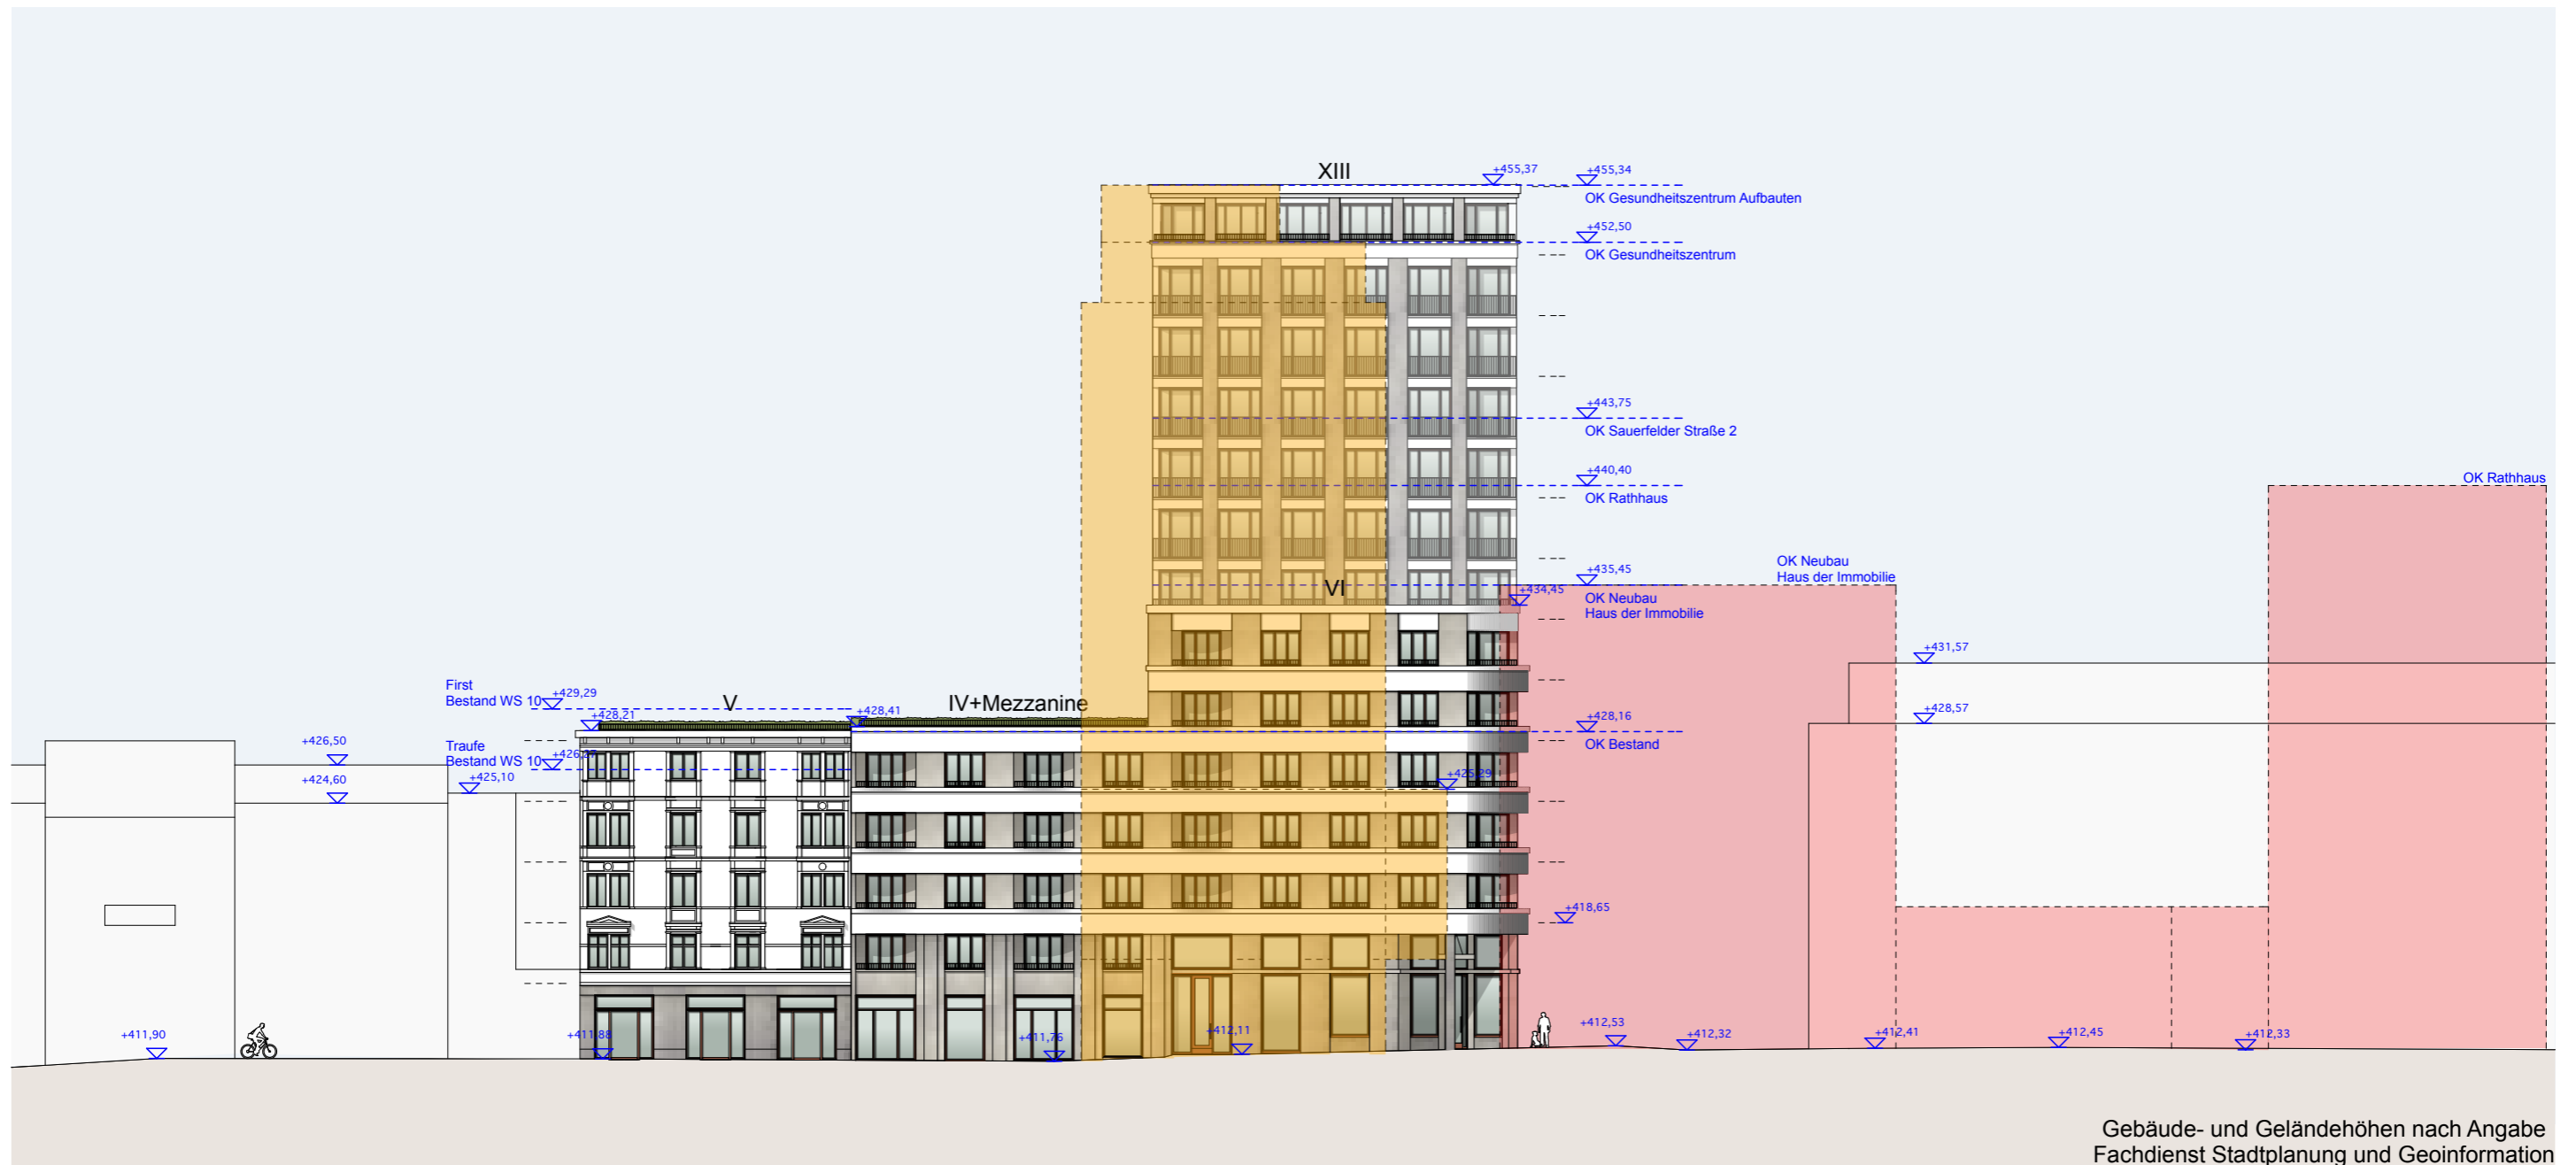 XIII
+455,37
+455,34
OK Gesundheitszentrum Aufbauten
+452,50
OK Gesundheitszentrum
+443,75
OK Sauerfelder Straße 2
+440,40
OK Rathhaus
OK Rathhaus
OK Neubau
Haus der Immobilie
+435,45
OK Neubau
Haus der Immobilie
VI
+434,45
+431,57
+428,57
First
Bestand WS 10
+429,29
V
IV+Mezzanine
+428,21
+428,41
+428,16
OK Bestand
+426,50
Traufe
Bestand WS 10
+426,27
+424,60
+425,10
+425,29
+418,65
+411,90
+411,88
+411,76
+412,11
+412,53
+412,32
+412,41
+412,45
+412,33
Gebäude- und Geländehöhen nach Angabe
Fachdienst Stadtplanung und Geoinformation